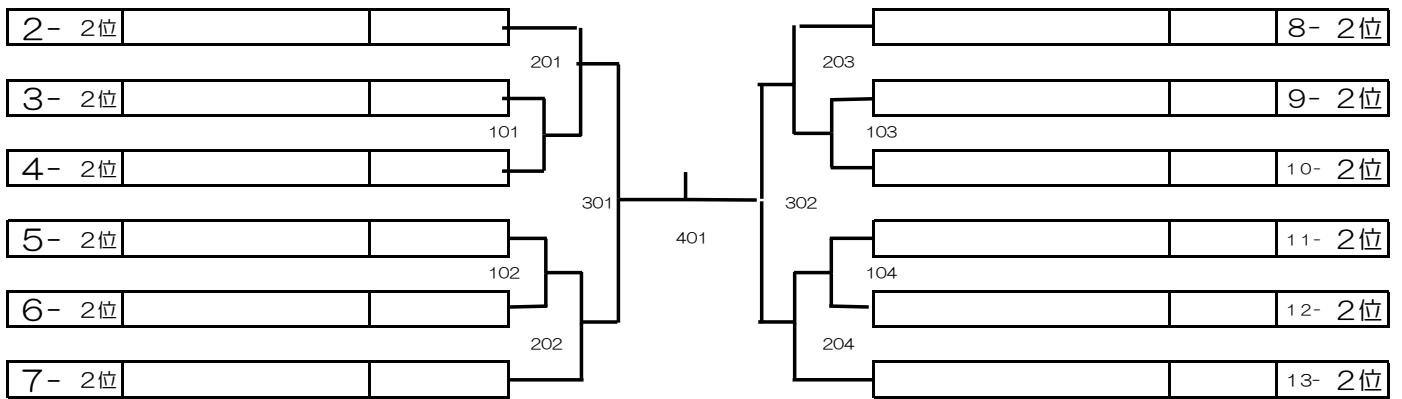 2- 2位
8- 2位
201
203
3- 2位
9- 2位
101
103
4- 2位
10- 2位
301
302
401
5- 2位
11- 2位
102
104
6- 2位
12- 2位
202
204
7- 2位
13- 2位